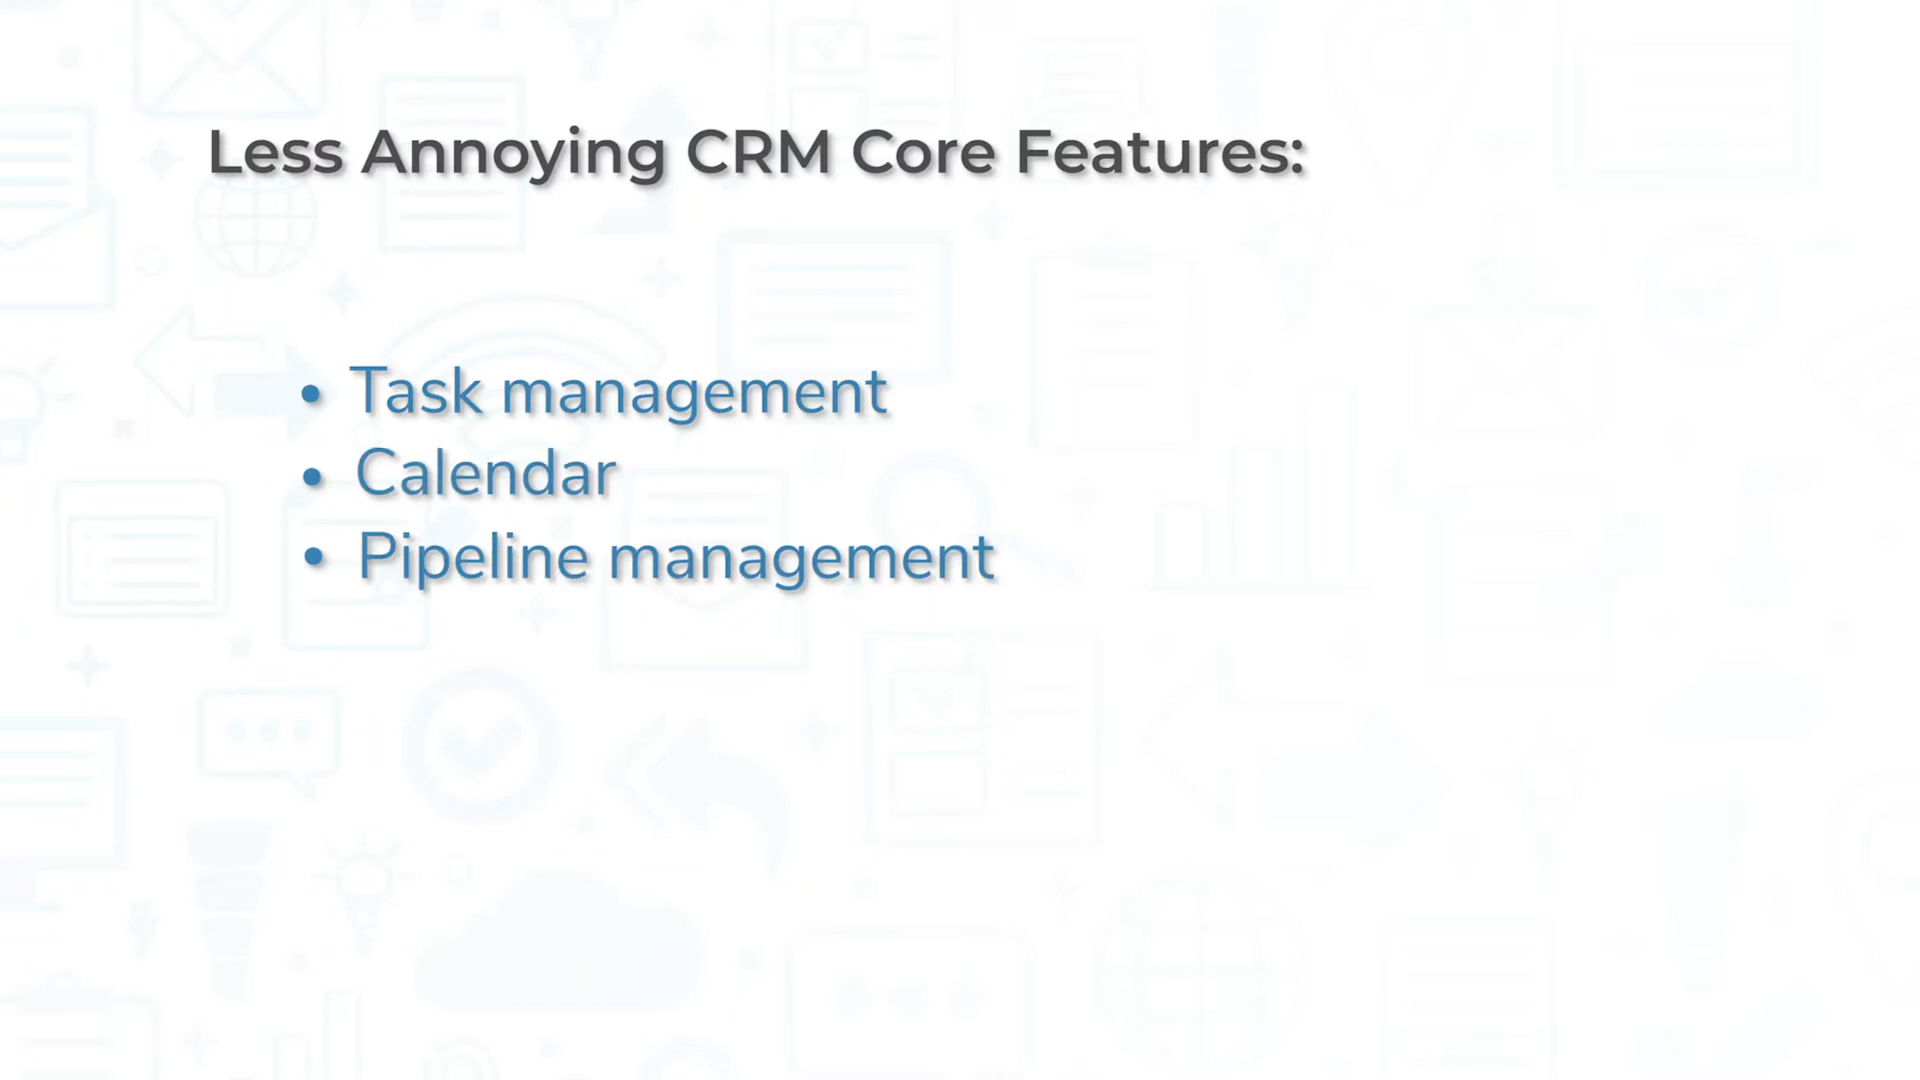 Less Annoying CRM Core Features:
• Task management
• Calendar
• Pipeline management